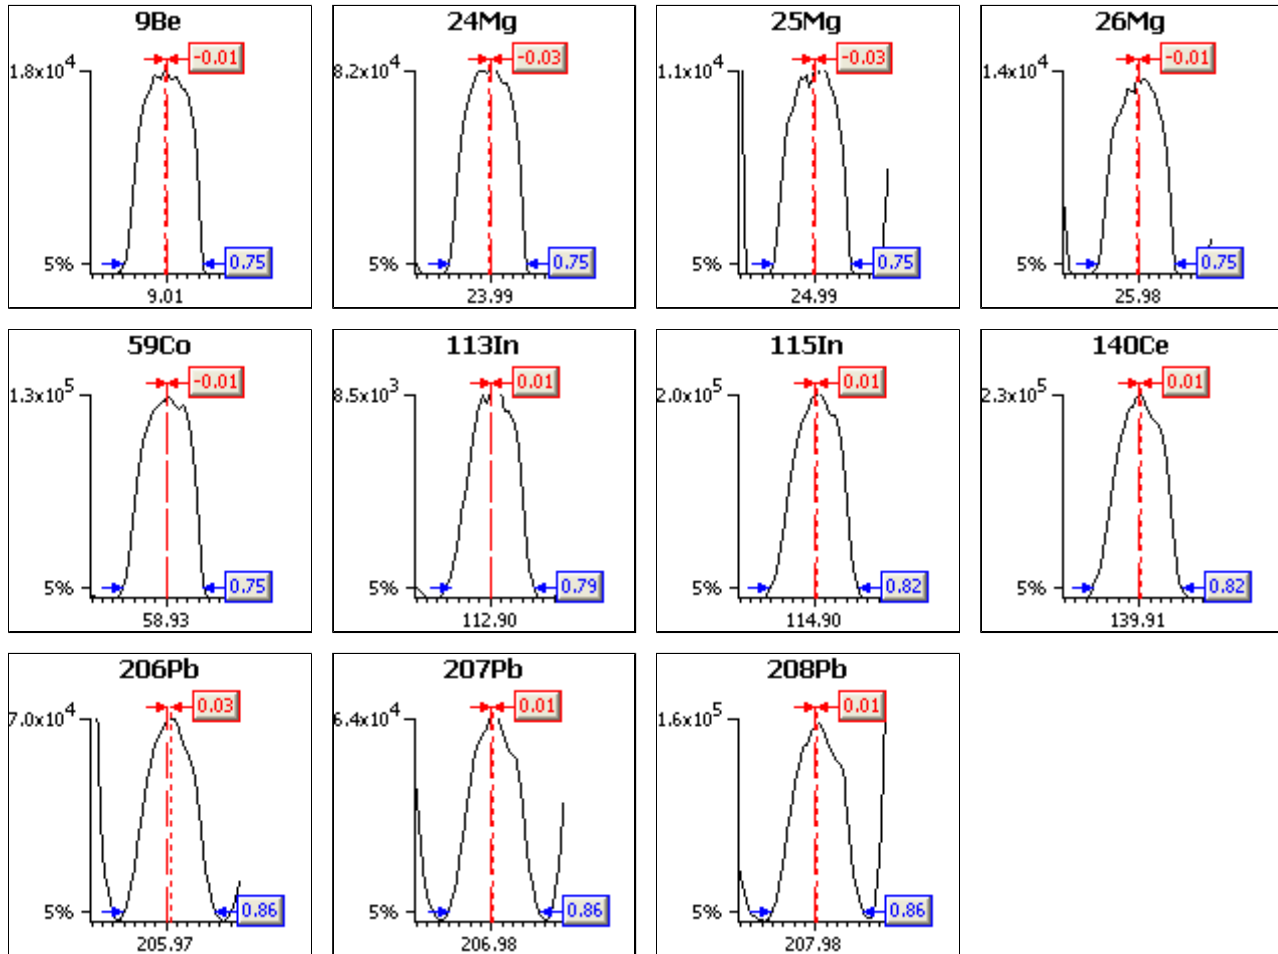 9Be
-0.01
1.8x10^4
5%
0.75
9.01
24Mg
-0.03
8.2x10^4
5%
0.75
23.99
25Mg
-0.03
1.1x10^4
5%
0.75
24.99
26Mg
-0.01
1.4x10^4
5%
0.75
25.98
59Co
-0.01
1.3x10^5
5%
0.75
58.93
113In
0.01
8.5x10^3
5%
0.79
112.90
115In
0.01
2.0x10^5
5%
0.82
114.90
140Ce
0.01
2.3x10^5
5%
0.82
139.91
206Pb
0.03
7.0x10^4
5%
0.86
205.97
207Pb
0.01
6.4x10^4
5%
0.86
206.98
208Pb
0.01
1.6x10^5
5%
0.86
207.98